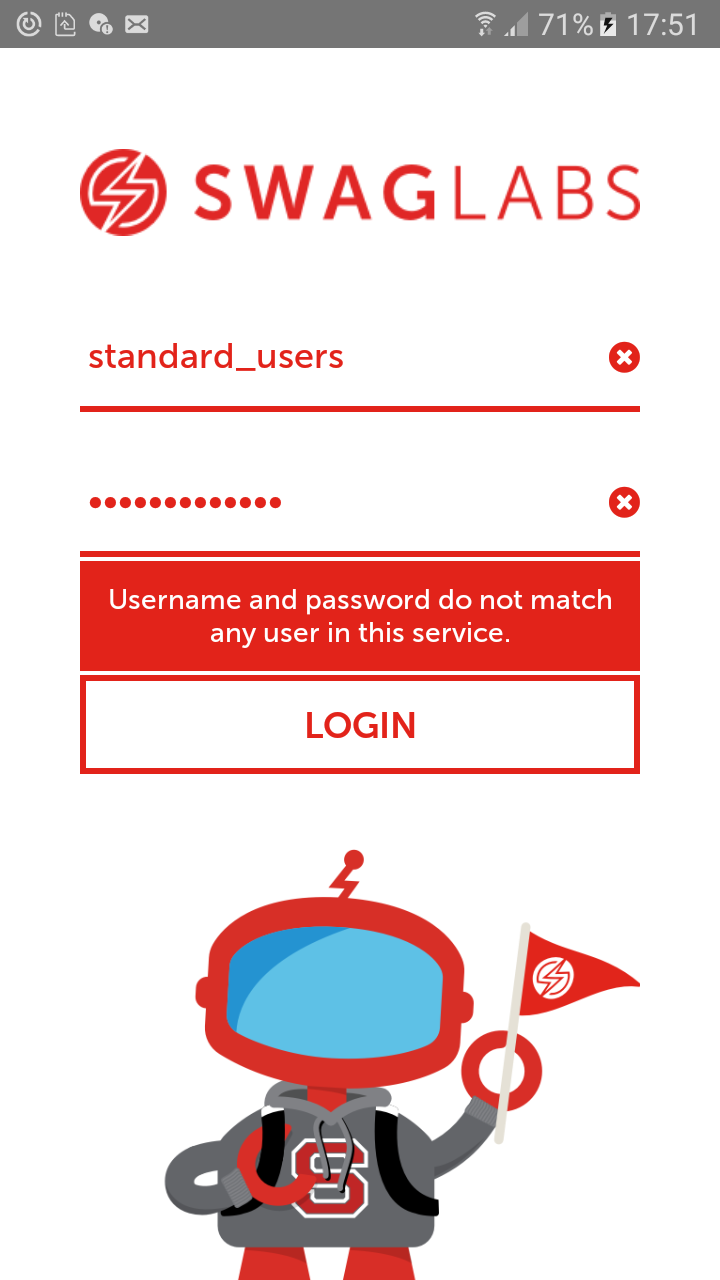 71% 17:51
SWAGLABS
standard_users
•••••••••••••
Username and password do not match
any user in this service.
LOGIN
S